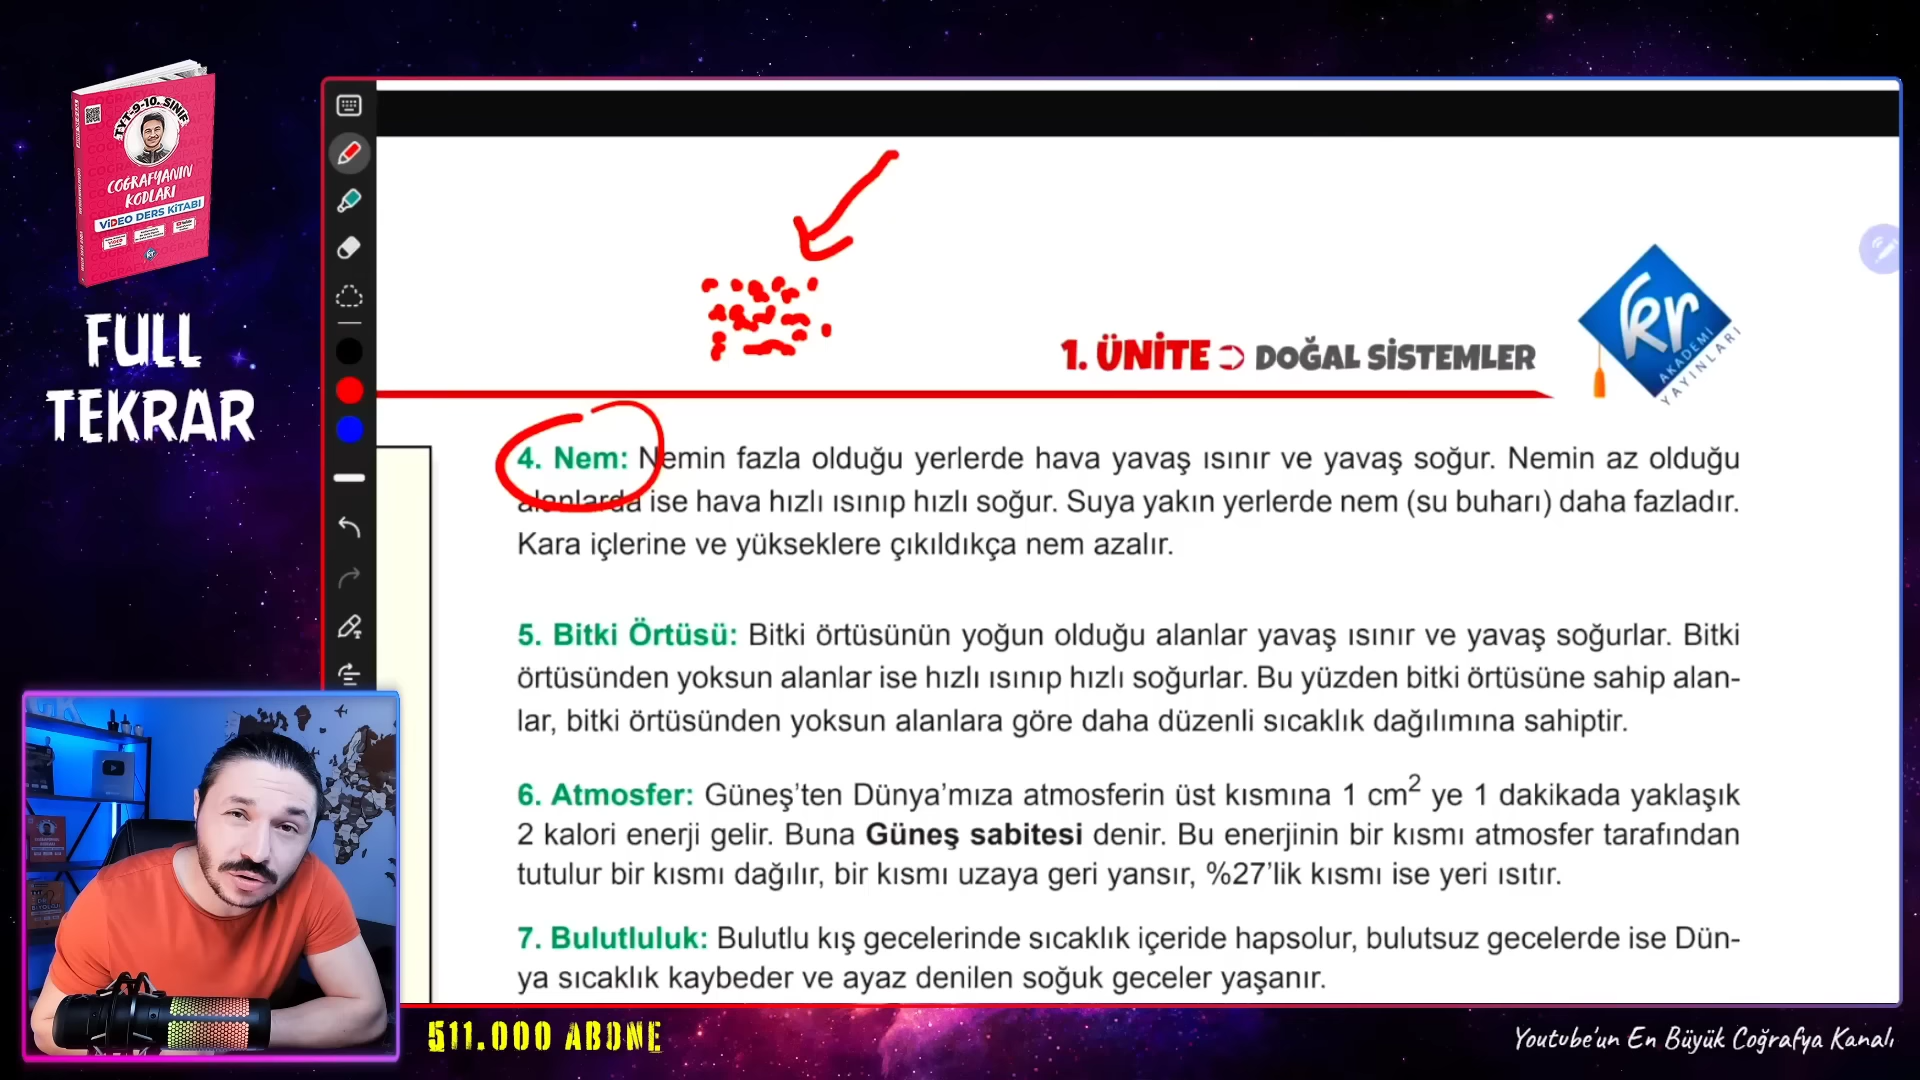 TYT-9-10. SINIF
COĞRAFYANIN
KODLARI
VİDEO DERS KİTABI
FULL
TEKRAR
1. ÜNİTE DOĞAL SİSTEMLER
kr
AKADEMİ
YAYINLARI
4. Nem: Nemin fazla olduğu yerlerde hava yavaş ısınır ve yavaş soğur. Nemin az olduğu
alanlarda ise hava hızlı ısınıp hızlı soğur. Suya yakın yerlerde nem (su buharı) daha fazladır.
Kara içlerine ve yükseklere çıkıldıkça nem azalır.
5. Bitki Örtüsü: Bitki örtüsünün yoğun olduğu alanlar yavaş ısınır ve yavaş soğurlar. Bitki
örtüsünden yoksun alanlar ise hızlı ısınıp hızlı soğurlar. Bu yüzden bitki örtüsüne sahip alan-
lar, bitki örtüsünden yoksun alanlara göre daha düzenli sıcaklık dağılımına sahiptir.
6. Atmosfer: Güneş’ten Dünya’mıza atmosferin üst kısmına 1 cm² ye 1 dakikada yaklaşık
2 kalori enerji gelir. Buna Güneş sabitesi denir. Bu enerjinin bir kısmı atmosfer tarafından
tutulur bir kısmı dağılır, bir kısmı uzaya geri yansır, %27’lik kısmı ise yeri ısıtır.
7. Bulutluluk: Bulutlu kış gecelerinde sıcaklık içeride hapsolur, bulutsuz gecelerde ise Dün-
ya sıcaklık kaybeder ve ayaz denilen soğuk geceler yaşanır.
511.000 ABONE
Youtube'un En Büyük Coğrafya Kanalı